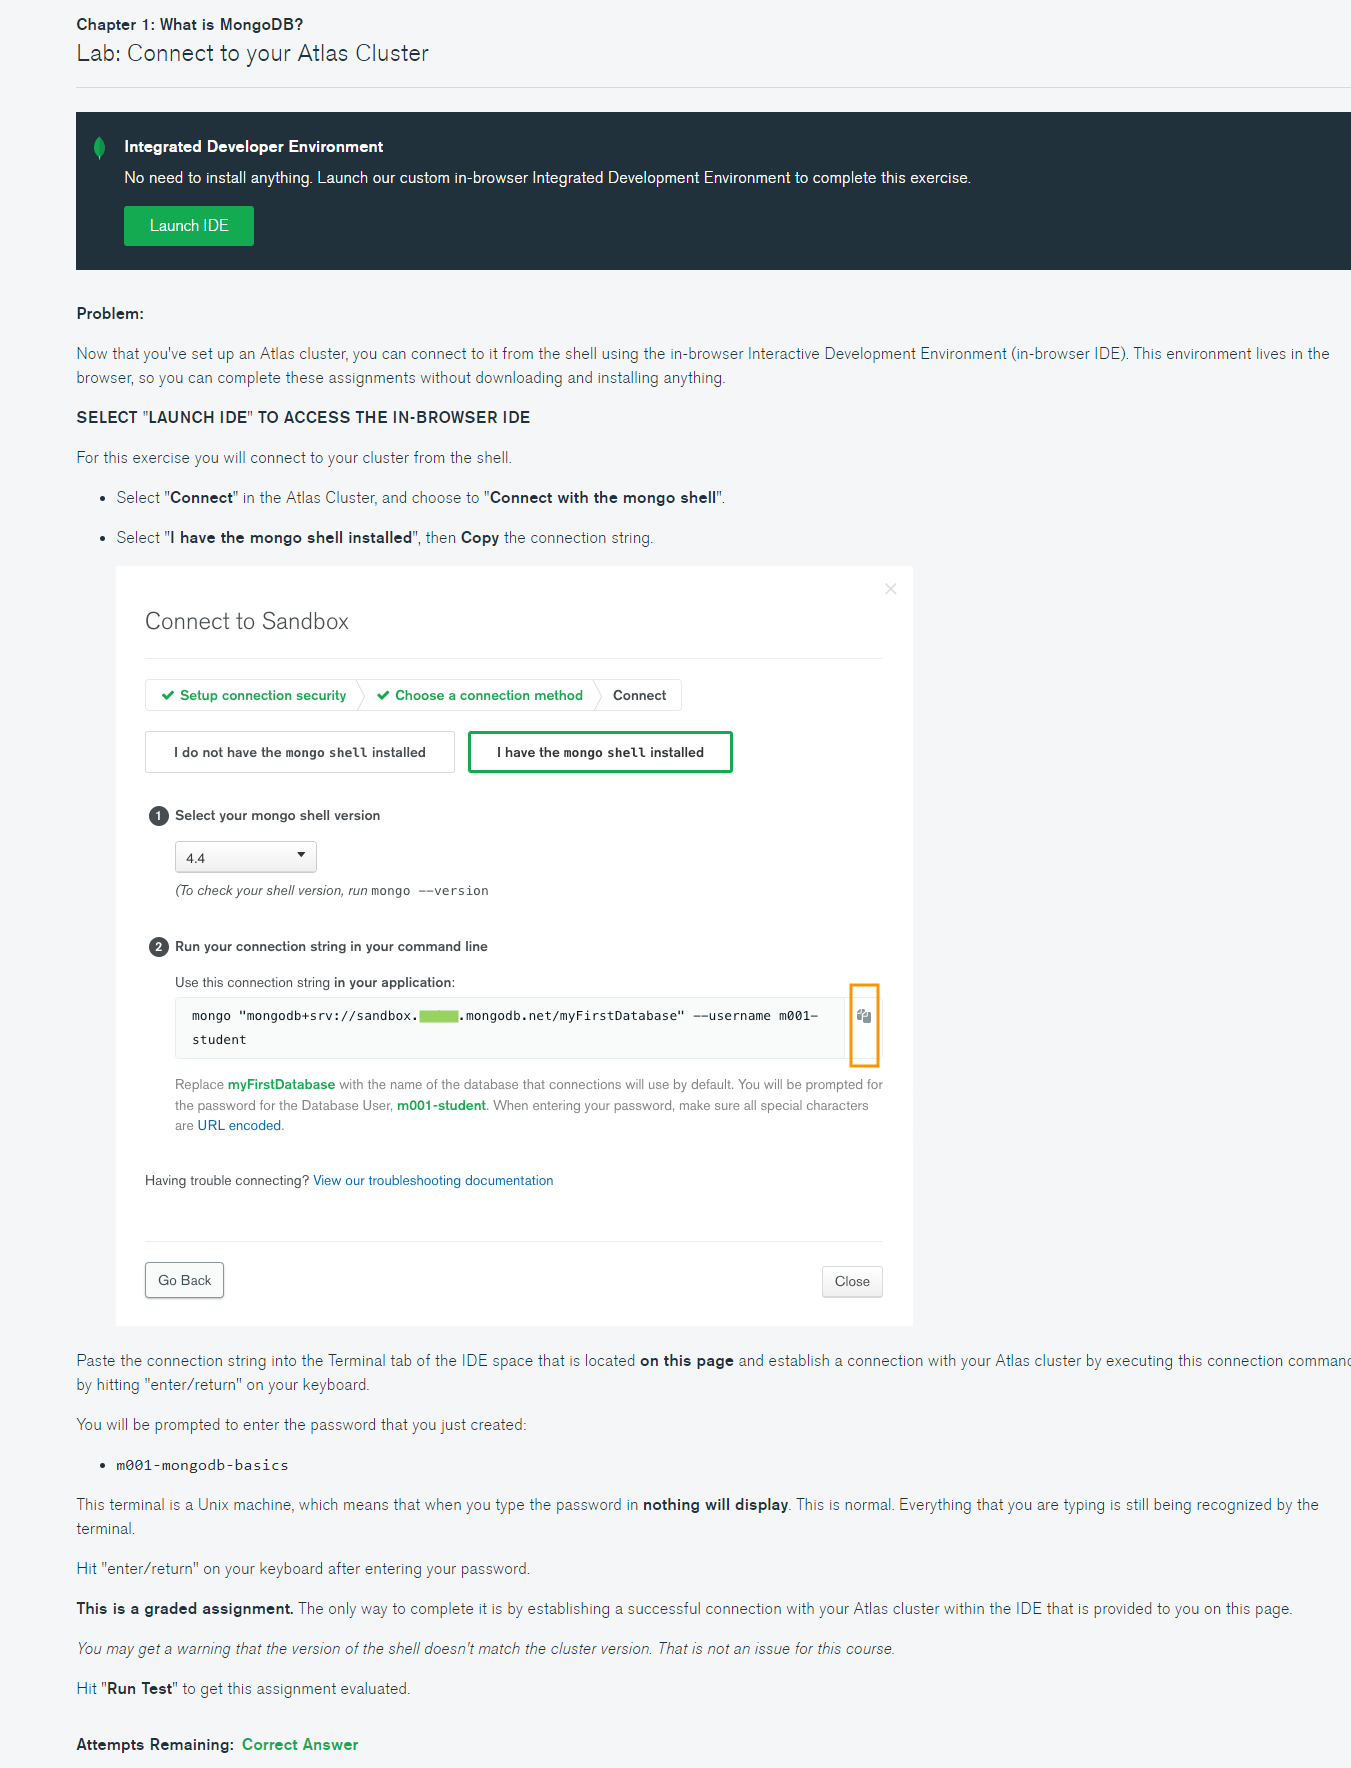 Chapter 1: What is MongoDB?
Lab: Connect to your Atlas Cluster
Integrated Developer Environment
No need to install anything. Launch our custom in-browser Integrated Development Environment to complete this exercise.
Launch IDE
Problem:
Now that you've set up an Atlas cluster, you can connect to it from the shell using the in-browser Interactive Development Environment (in-browser IDE). This environment lives in the
browser, so you can complete these assignments without downloading and installing anything.
SELECT "LAUNCH IDE" TO ACCESS THE IN-BROWSER IDE
For this exercise you will connect to your cluster from the shell.
• Select "Connect" in the Atlas Cluster, and choose to "Connect with the mongo shell".
• Select "I have the mongo shell installed", then Copy the connection string.
Connect to Sandbox
✔ Setup connection security ✔ Choose a connection method Connect
I do not have the mongo shell installed I have the mongo shell installed
1 Select your mongo shell version
4.4
(To check your shell version, run mongo --version
2 Run your connection string in your command line
Use this connection string in your application:
mongo "mongodb+srv://sandbox. .mongodb.net/myFirstDatabase" --username m001-
student
Replace myFirstDatabase with the name of the database that connections will use by default. You will be prompted for
the password for the Database User, m001-student. When entering your password, make sure all special characters
are URL encoded.
Having trouble connecting? View our troubleshooting documentation
Go Back Close
Paste the connection string into the Terminal tab of the IDE space that is located on this page and establish a connection with your Atlas cluster by executing this connection command
by hitting "enter/return" on your keyboard.
You will be prompted to enter the password that you just created:
• m001-mongodb-basics
This terminal is a Unix machine, which means that when you type the password in nothing will display. This is normal. Everything that you are typing is still being recognized by the
terminal.
Hit "enter/return" on your keyboard after entering your password.
This is a graded assignment. The only way to complete it is by establishing a successful connection with your Atlas cluster within the IDE that is provided to you on this page.
You may get a warning that the version of the shell doesn't match the cluster version. That is not an issue for this course.
Hit "Run Test" to get this assignment evaluated.
Attempts Remaining: Correct Answer